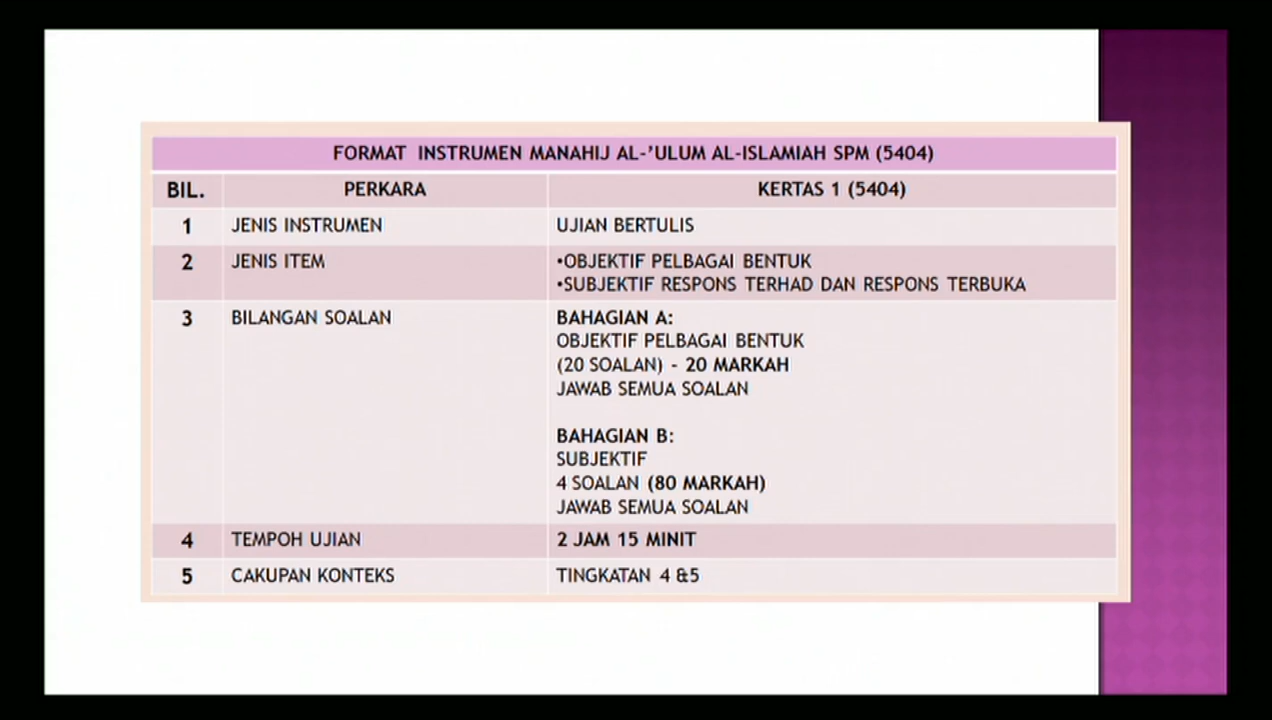 FORMAT INSTRUMEN MANAHIJ AL-'ULUM AL-ISLAMIAH SPM (5404)
BIL. PERKARA KERTAS 1 (5404)
1 JENIS INSTRUMEN UJIAN BERTULIS
2 JENIS ITEM •OBJEKTIF PELBAGAI BENTUK
•SUBJEKTIF RESPONS TERHAD DAN RESPONS TERBUKA
3 BILANGAN SOALAN BAHAGIAN A:
OBJEKTIF PELBAGAI BENTUK
(20 SOALAN) - 20 MARKAH
JAWAB SEMUA SOALAN
BAHAGIAN B:
SUBJEKTIF
4 SOALAN (80 MARKAH)
JAWAB SEMUA SOALAN
4 TEMPOH UJIAN 2 JAM 15 MINIT
5 CAKUPAN KONTEKS TINGKATAN 4 &5